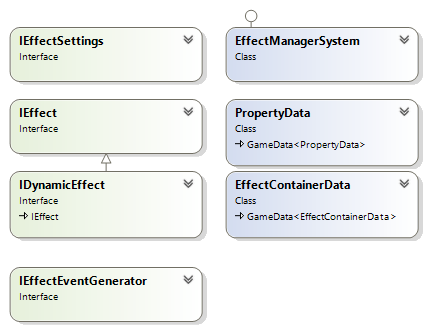 IEffectSettings
Interface
EffectManagerSystem
Class
IEffect
Interface
PropertyData
Class
GameData<PropertyData>
IDynamicEffect
Interface
IEffect
EffectContainerData
Class
GameData<EffectContainerData>
IEffectEventGenerator
Interface